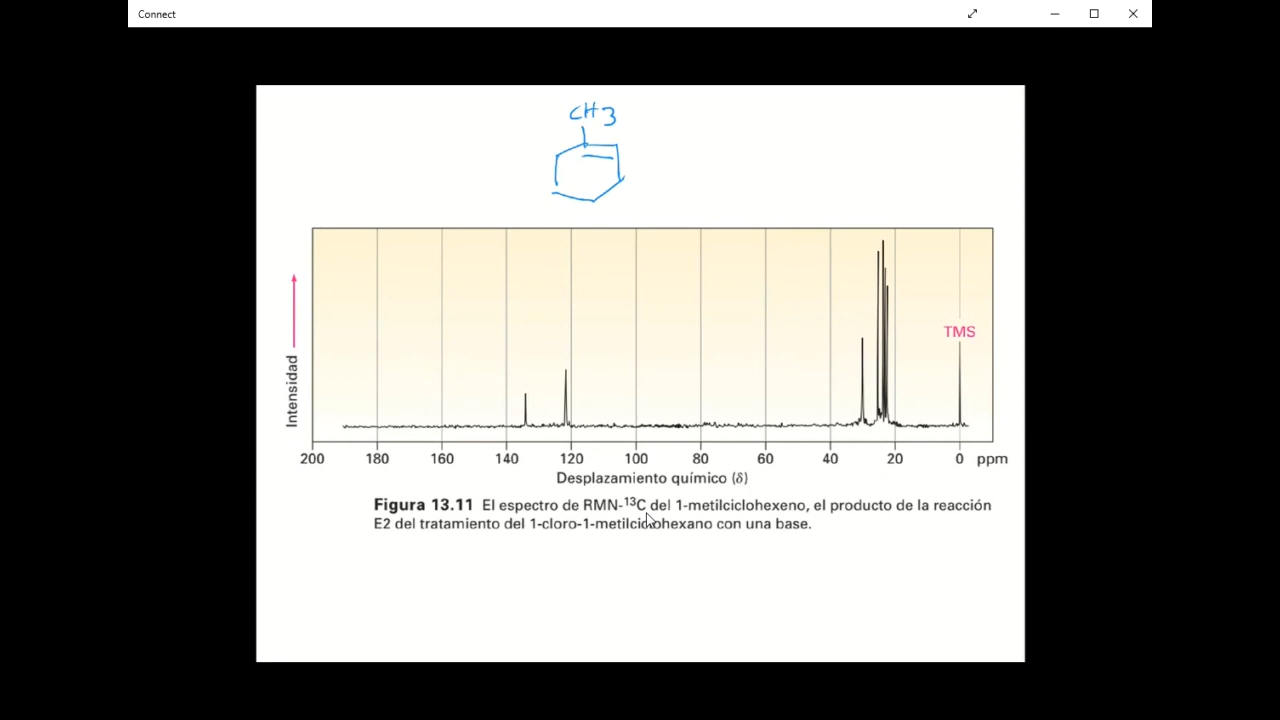 Connect
CH3
TMS
Intensidad
200 180 160 140 120 100 80 60 40 20 0 ppm
Desplazamiento químico (δ)
Figura 13.11 El espectro de RMN-¹³C del 1-metilciclohexeno, el producto de la reacción
E2 del tratamiento del 1-cloro-1-metilciclohexano con una base.